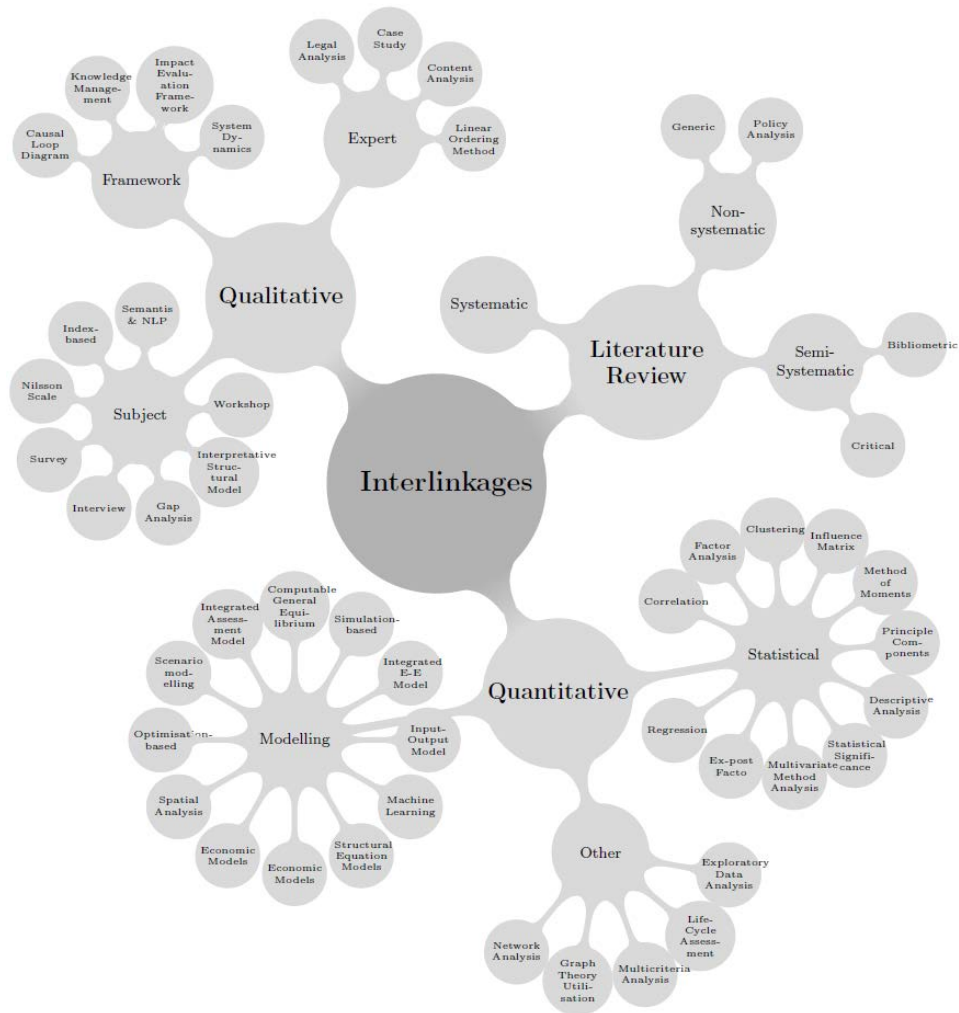 Legal
Analysis
Case
Study
Content
Analysis
Linear
Ordering
Method
Expert
Knowledge
Manage-
ment
Impact
Evalu-
ation
Frame-
work
System
Dy-
namics
Causal
Loop
Diagram
Framework
Qualitative
Semantis
& NLP
Index-
based
Nilsson
Scale
Survey
Interview
Gap
Analysis
Interpretative
Struc-
tural
Model
Workshop
Subject
Generic
Policy
Analysis
Non-
systematic
Systematic
Literature
Review
Semi-
Systematic
Bibliometric
Critical
Interlinkages
Quantitative
Clustering
Influence
Matrix
Factor
Analysis
Method
of
Moments
Correlation
Principle
Com-
ponents
Statistical
Descriptive
Analysis
Regression
Statistical
Signifi-
cance
Ex-post
Facto
Multivariate
Method
Analysis
Computable
General
Equi-
librium
Integrated
Assessment
Model
Simulation-
based
Scenario
mod-
elling
Integrated
E-E
Model
Optimisation-
based
Modelling
Input-
Output
Model
Spatial
Analysis
Machine
Learning
Economic
Models
Economic
Models
Structural
Equation
Models
Other
Exploratory
Data
Analysis
Life-
Cycle
Assess-
ment
Network
Analysis
Graph
Theory
Utili-
sation
Multicriteria
Analysis